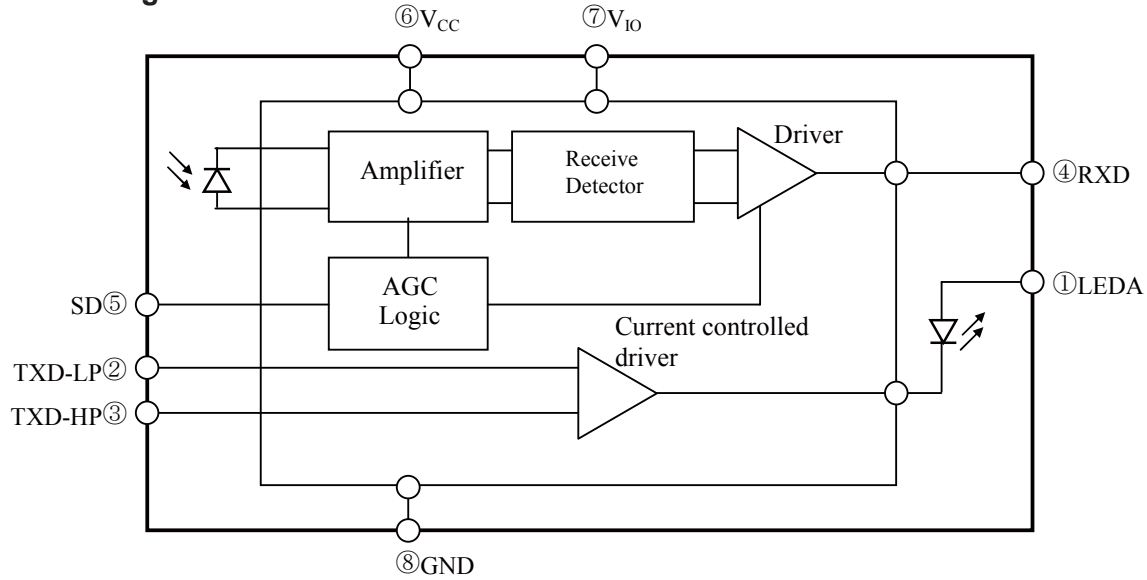 ⑥VCC
⑦VIO
Driver
Amplifier
Receive
Detector
④RXD
①LEDA
AGC
Logic
SD⑤
Current controlled
driver
TXD-LP②
TXD-HP③
⑧GND